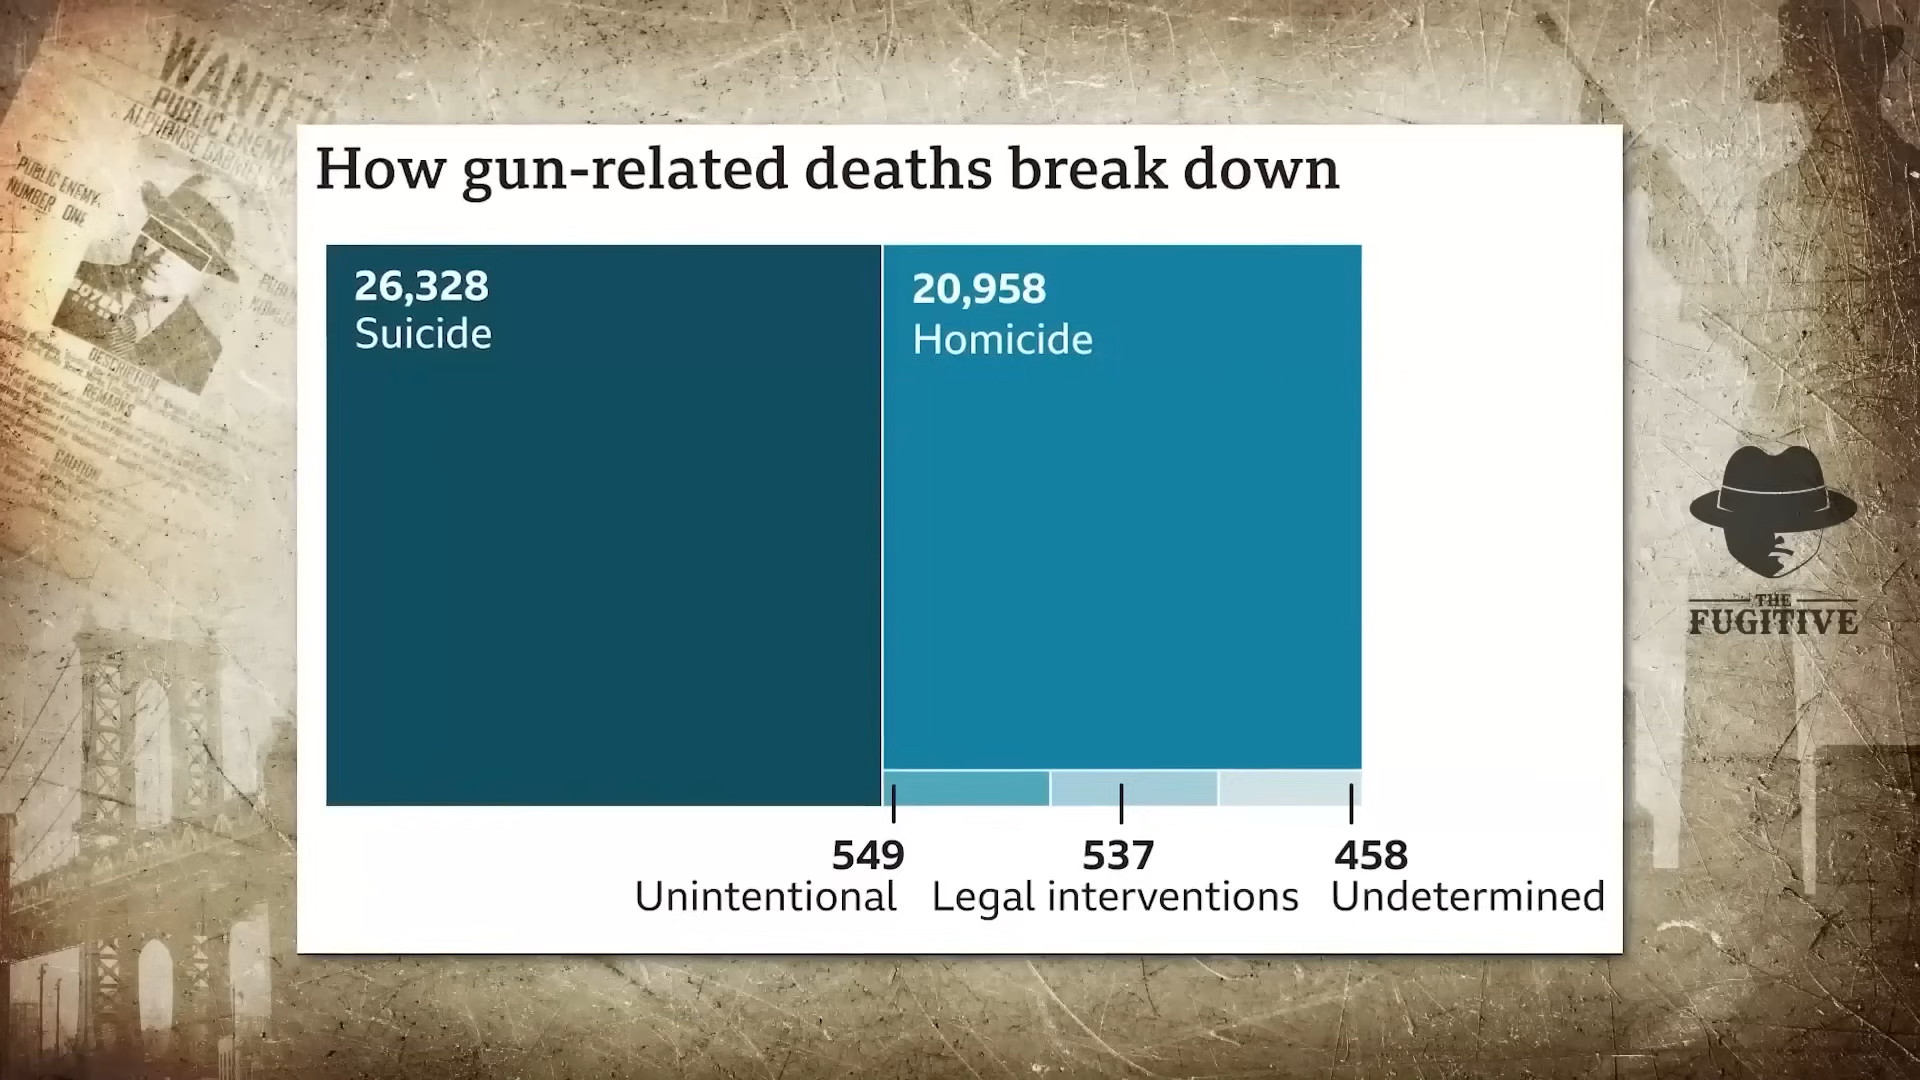 WANTED
PUBLIC ENEMY
PUBLIC ENEMY
NUMBER ONE
DESCRIPTION
REMARKS
CAUTION
How gun-related deaths break down
26,328
Suicide
20,958
Homicide
549
Unintentional
537
Legal interventions
458
Undetermined
THE
FUGITIVE